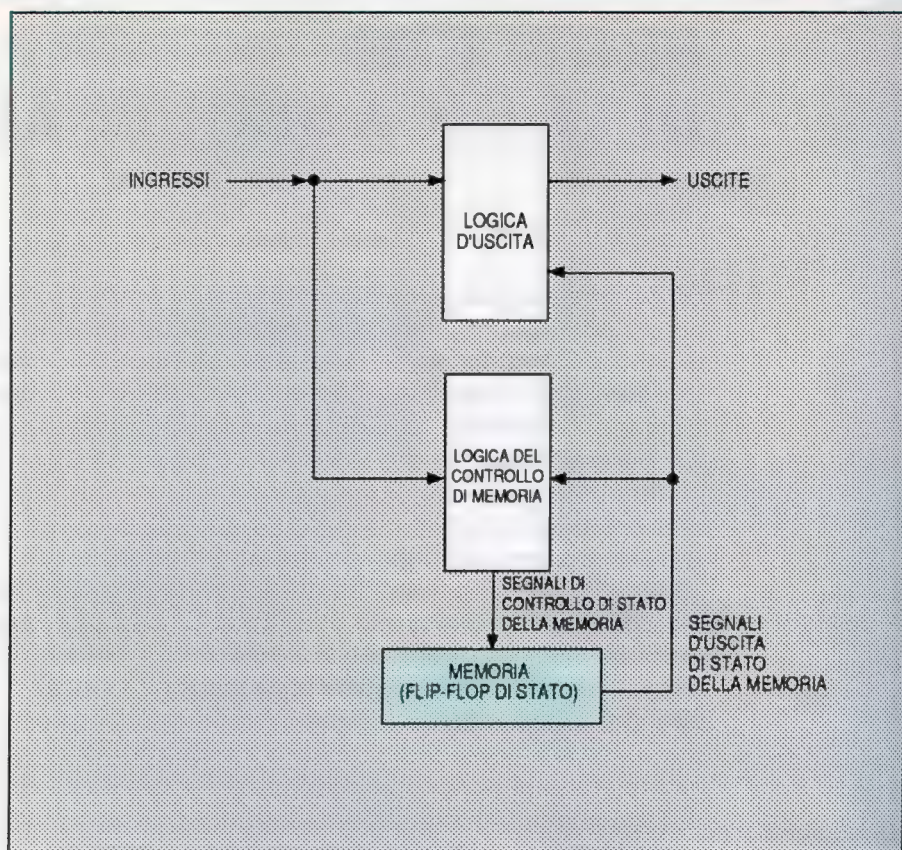 INGRESSI
USCITE
LOGICA
D'USCITA
LOGICA DEL
CONTROLLO
DI MEMORIA
SEGNALI DI
CONTROLLO DI STATO
DELLA MEMORIA
SEGNALI
D'USCITA
DI STATO
DELLA MEMORIA
MEMORIA
(FLIP-FLOP DI STATO)